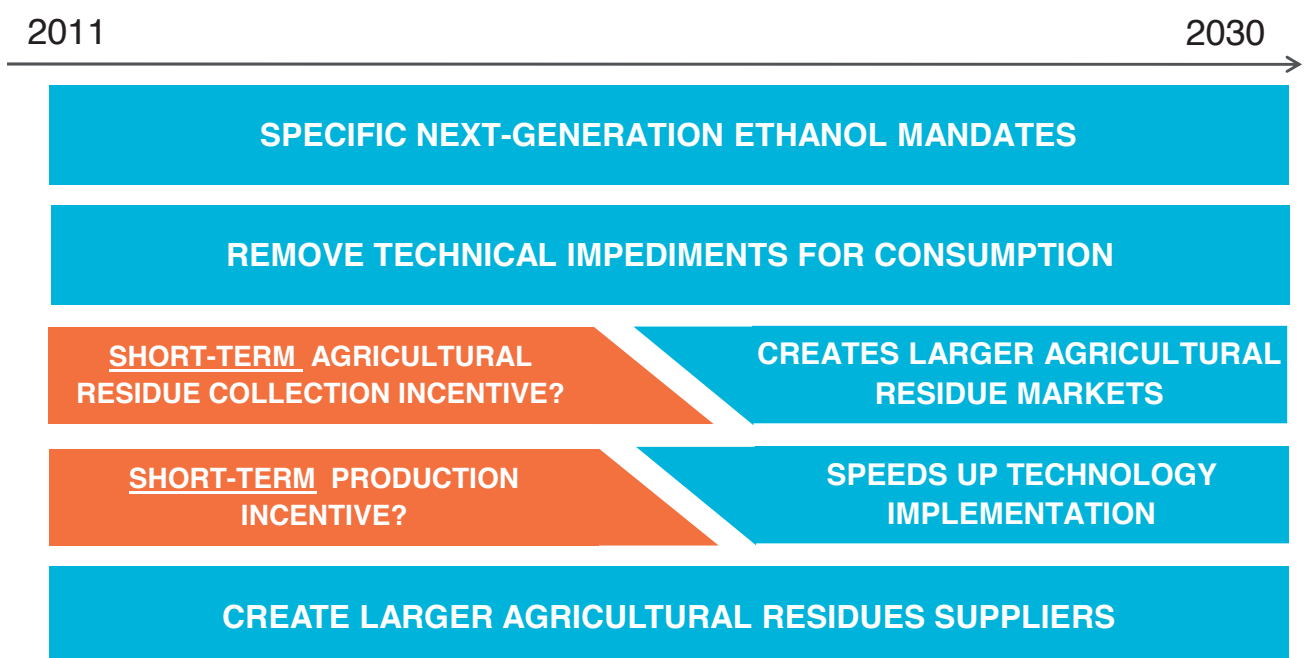 2011
2030
SPECIFIC NEXT-GENERATION ETHANOL MANDATES
REMOVE TECHNICAL IMPEDIMENTS FOR CONSUMPTION
SHORT-TERM AGRICULTURAL
RESIDUE COLLECTION INCENTIVE?
CREATES LARGER AGRICULTURAL
RESIDUE MARKETS
SHORT-TERM PRODUCTION
INCENTIVE?
SPEEDS UP TECHNOLOGY
IMPLEMENTATION
CREATE LARGER AGRICULTURAL RESIDUES SUPPLIERS